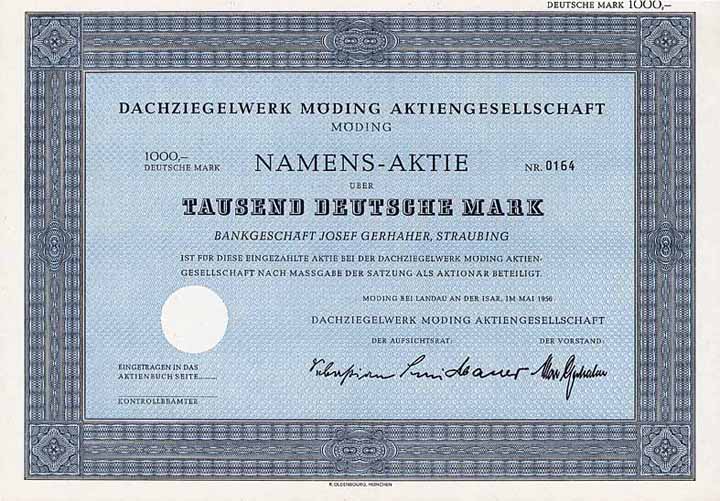 DEUTSCHE MARK 1000,–
DACHZIEGELWERK MÖDING AKTIENGESELLSCHAFT
MÖDING
1000,–
DEUTSCHE MARK
NAMENS-AKTIE
NR. 0164
ÜBER
TAUSEND DEUTSCHE MARK
BANKGESCHÄFT JOSEF GERHAHER, STRAUBING
IST FÜR DIESE EINGEZAHLTE AKTIE BEI DER DACHZIEGELWERK MÖDING AKTIEN-
GESELLSCHAFT NACH MASSGABE DER SATZUNG ALS AKTIONÄR BETEILIGT.
MÖDING BEI LANDAU AN DER ISAR, IM MAI 1956
DACHZIEGELWERK MÖDING AKTIENGESELLSCHAFT
DER AUFSICHTSRAT:
DER VORSTAND:
EINGETRAGEN IN DAS
AKTIENBUCH SEITE
KONTROLLBEAMTER
R. OLDENBOURG, MÜNCHEN